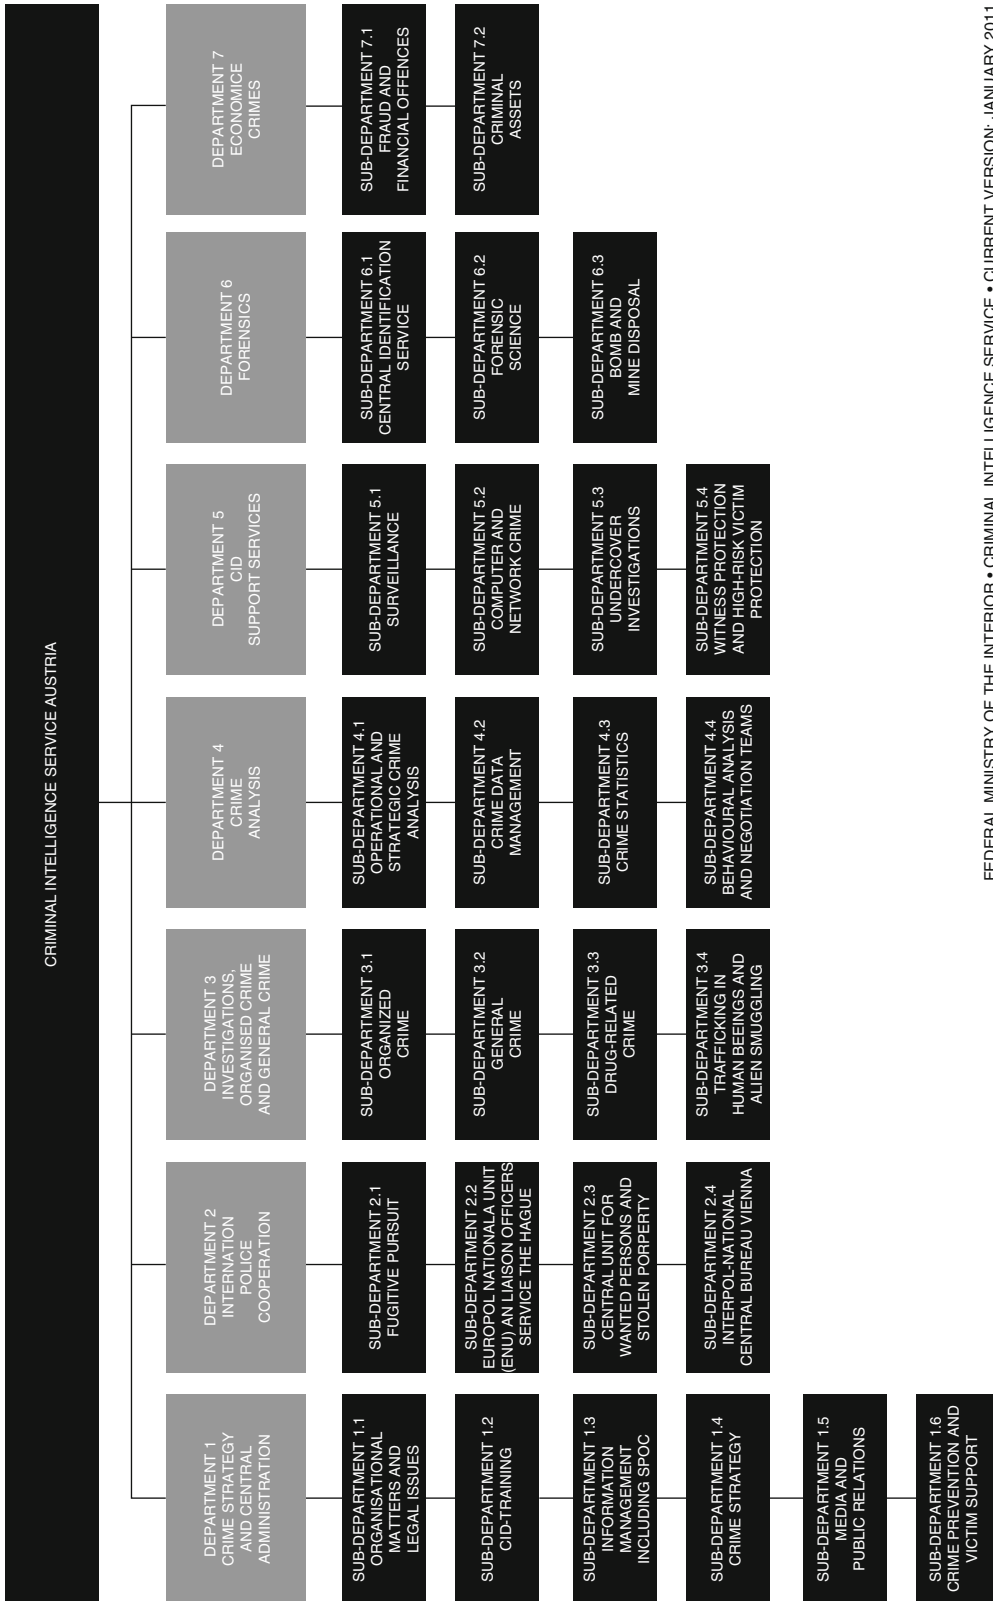 CRIMINAL INTELLIGENCE SERVICE AUSTRIA
DEPARTMENT 1
CRIME STRATEGY
AND CENTRAL
ADMINISTRATION
SUB-DEPARTMENT 1.1
ORGANISATIONAL
MATTERS AND
LEGAL ISSUES
SUB-DEPARTMENT 1.2
CID-TRAINING
SUB-DEPARTMENT 1.3
INFORMATION
MANAGEMENT
INCLUDING SPOC
SUB-DEPARTMENT 1.4
CRIME STRATEGY
SUB-DEPARTMENT 1.5
MEDIA AND
PUBLIC RELATIONS
SUB-DEPARTMENT 1.6
CRIME PREVENTION AND
VICTIM SUPPORT
DEPARTMENT 2
INTERNATION
POLICE
COOPERATION
SUB-DEPARTMENT 2.1
FUGITIVE PURSUIT
SUB-DEPARTMENT 2.2
EUROPOL NATIONALA UNIT
(ENU) AN LIAISON OFFICERS
SERVICE THE HAGUE
SUB-DEPARTMENT 2.3
CENTRAL UNIT FOR
WANTED PERSONS AND
STOLEN PORPERTY
SUB-DEPARTMENT 2.4
INTERPOL-NATIONAL
CENTRAL BUREAU VIENNA
DEPARTMENT 3
INVESTIGATIONS,
ORGANISED CRIME
AND GENERAL CRIME
SUB-DEPARTMENT 3.1
ORGANIZED
CRIME
SUB-DEPARTMENT 3.2
GENERAL
CRIME
SUB-DEPARTMENT 3.3
DRUG-RELATED
CRIME
SUB-DEPARTMENT 3.4
TRAFFICKING IN
HUMAN BEEINGS AND
ALIEN SMUGGLING
DEPARTMENT 4
CRIME
ANALYSIS
SUB-DEPARTMENT 4.1
OPERATIONAL AND
STRATEGIC CRIME
ANALYSIS
SUB-DEPARTMENT 4.2
CRIME DATA
MANAGEMENT
SUB-DEPARTMENT 4.3
CRIME STATISTICS
SUB-DEPARTMENT 4.4
BEHAVIOURAL ANALYSIS
AND NEGOTIATION TEAMS
DEPARTMENT 5
CID
SUPPORT SERVICES
SUB-DEPARTMENT 5.1
SURVEILLANCE
SUB-DEPARTMENT 5.2
COMPUTER AND
NETWORK CRIME
SUB-DEPARTMENT 5.3
UNDERCOVER
INVESTIGATIONS
SUB-DEPARTMENT 5.4
WITNESS PROTECTION
AND HIGH-RISK VICTIM
PROTECTION
DEPARTMENT 6
FORENSICS
SUB-DEPARTMENT 6.1
CENTRAL IDENTIFICATION
SERVICE
SUB-DEPARTMENT 6.2
FORENSIC
SCIENCE
SUB-DEPARTMENT 6.3
BOMB AND
MINE DISPOSAL
DEPARTMENT 7
ECONOMICE
CRIMES
SUB-DEPARTMENT 7.1
FRAUD AND
FINANCIAL OFFENCES
SUB-DEPARTMENT 7.2
CRIMINAL
ASSETS
FEDERAL MINISTRY OF THE INTERIOR • CRIMINAL INTELLIGENCE SERVICE • CURRENT VERSION: JANUARY 2011